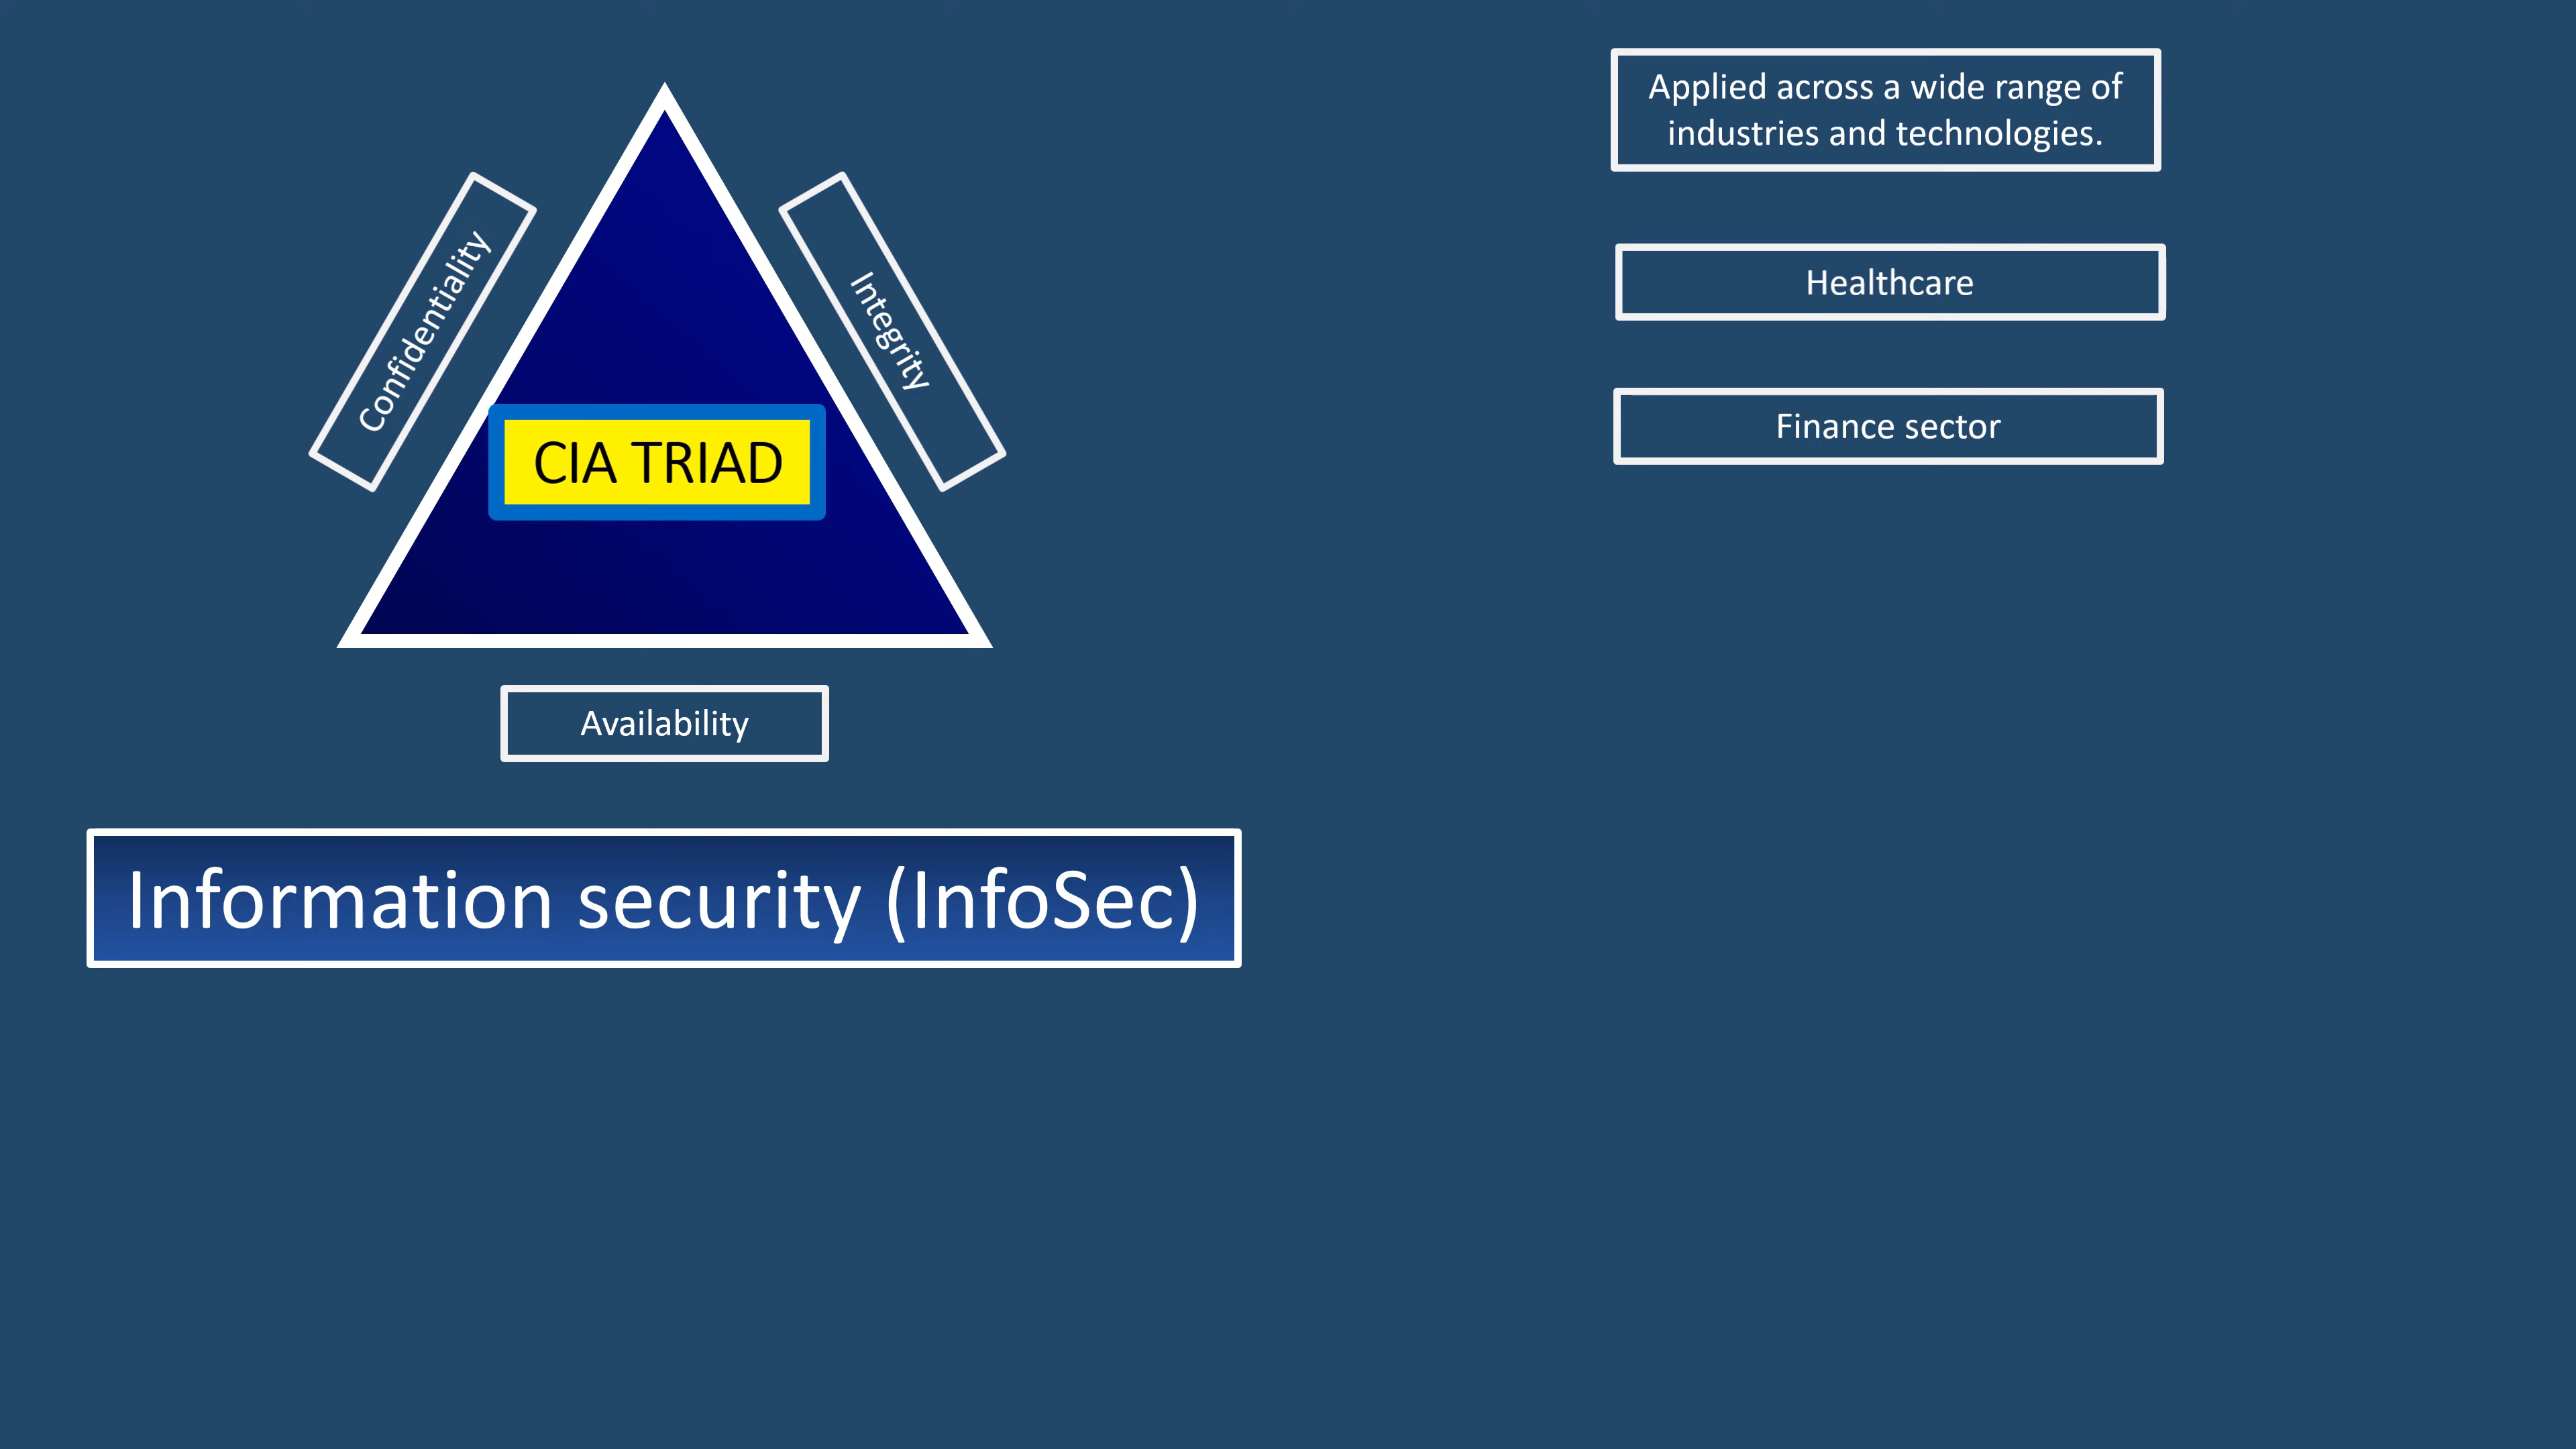 Confidentiality
Integrity
CIA TRIAD
Availability
Information security (InfoSec)
Applied across a wide range of
industries and technologies.
Healthcare
Finance sector